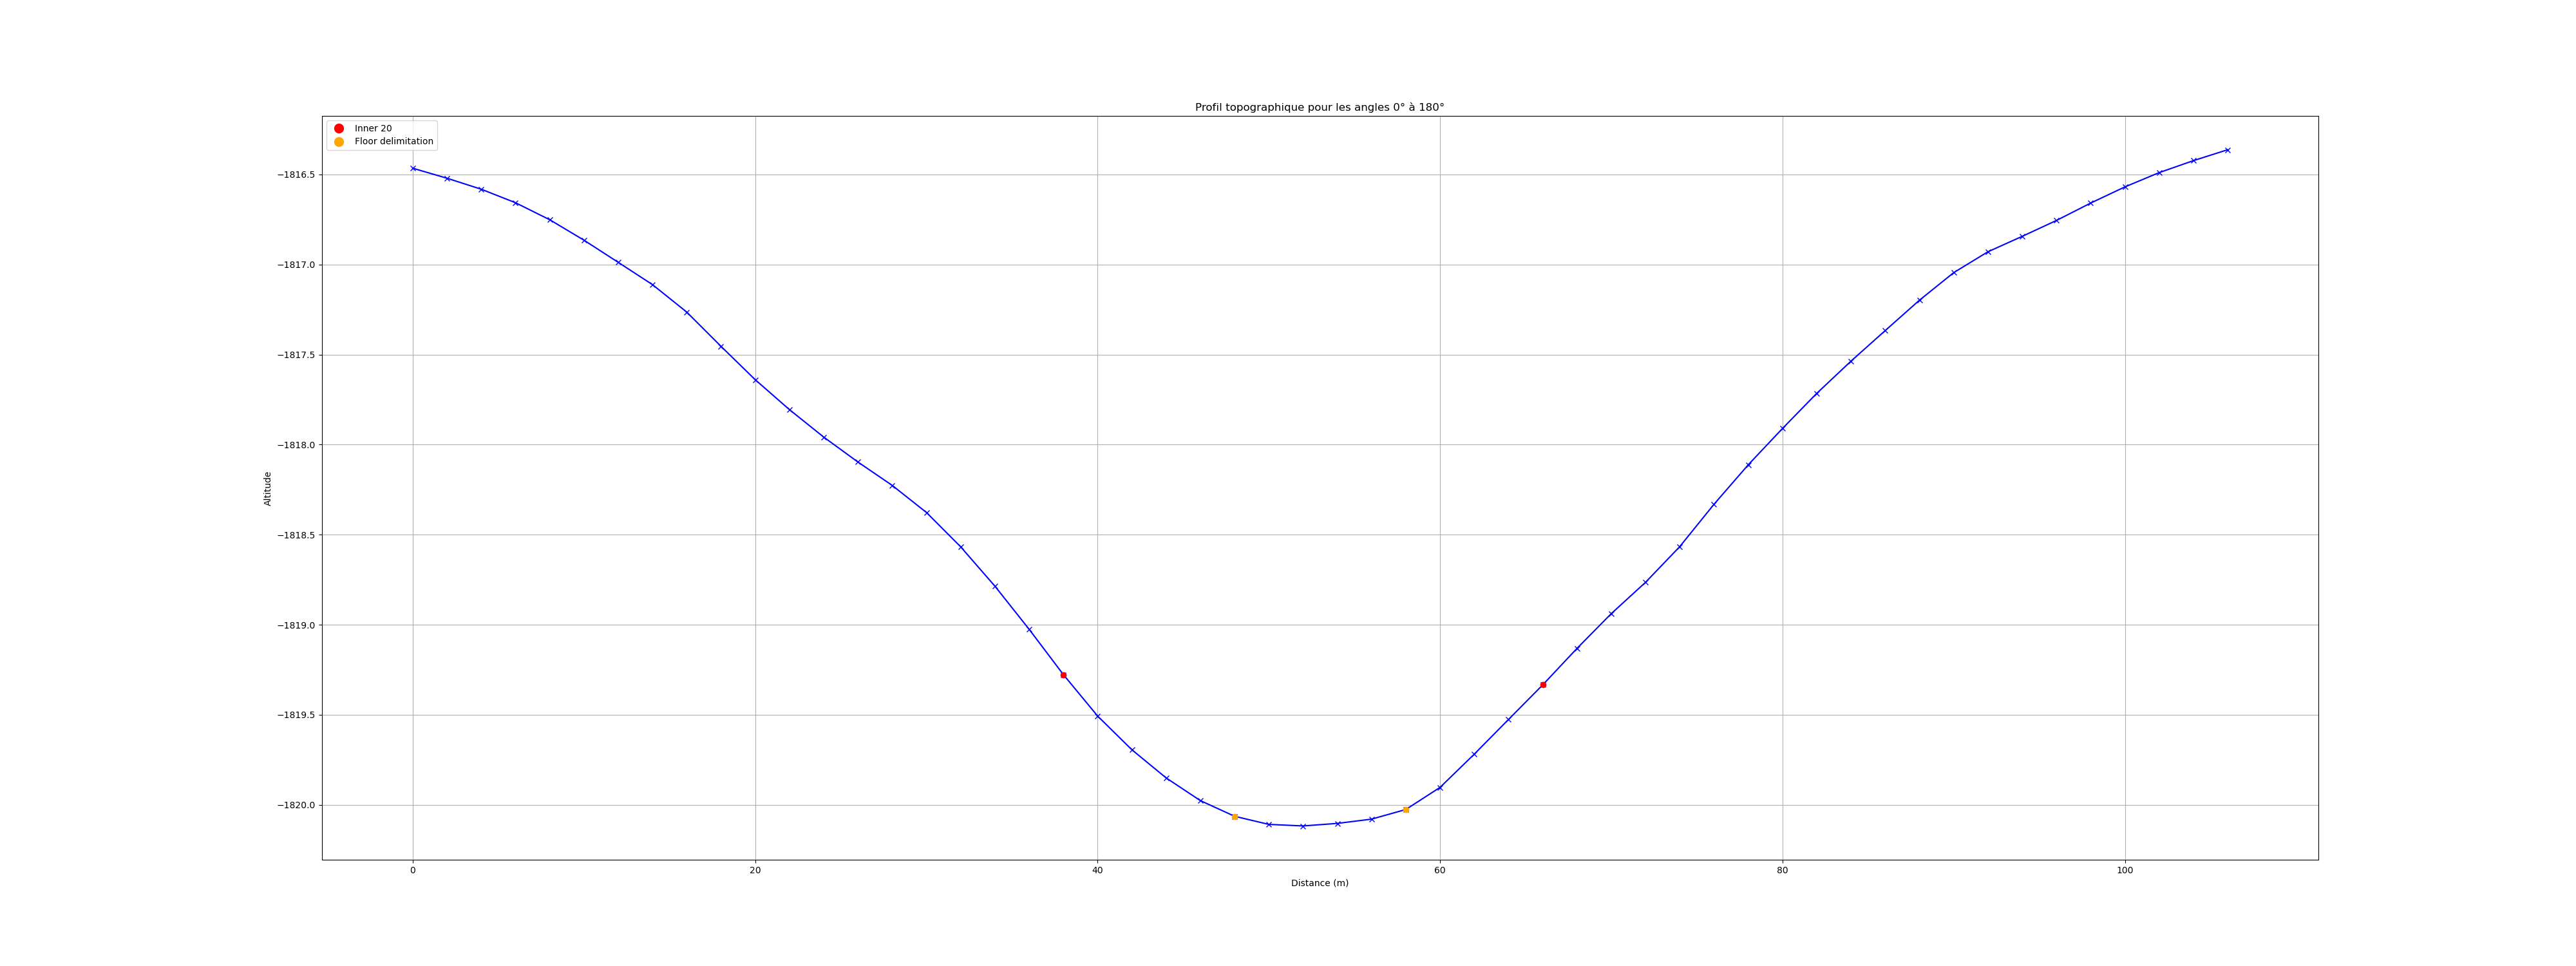 Profil topographique pour les angles 0° à 180°
Inner 20
Floor delimitation
−1816.5
−1817.0
−1817.5
−1818.0
−1818.5
−1819.0
−1819.5
−1820.0
Altitude
0 20 40 60 80 100
Distance (m)